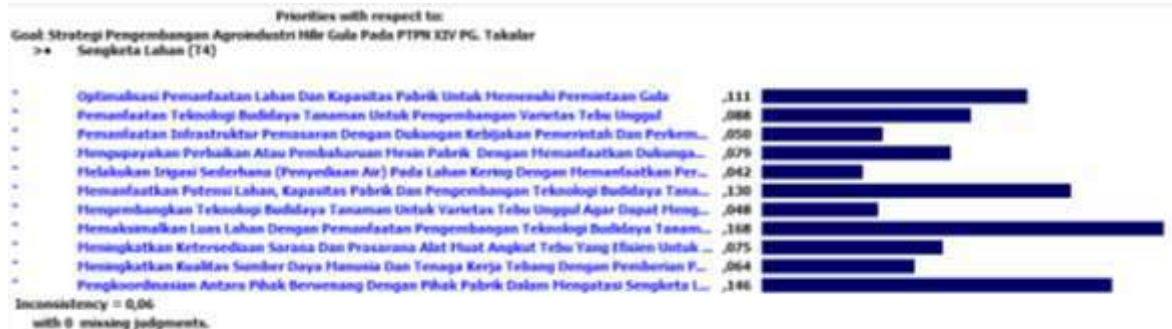 Priorities with respect to:
Goal: Strategi Pengembangan Agroindustri Hilir Gula Pada PTPN XIV PG. Takalar
>• Sengketa Lahan (T4)
Optimalisasi Pemanfaatan Lahan Dan Kapasitas Pabrik Untuk Memenuhi Permintaan Gula ,111
Pemanfaatan Teknologi Budidaya Tanaman Untuk Pengembangan Varietas Tebu Unggul ,088
Pemanfaatan Infrastruktur Pemasaran Dengan Dukungan Kebijakan Pemerintah Dan Perkem... ,050
Mengupayakan Perbaikan Atau Pembaharuan Mesin Pabrik Dengan Memanfaatkan Dukunga... ,079
Melakukan Irigasi Sederhana (Penyediaan Air) Pada Lahan Kering Dengan Memanfaatkan Per... ,042
Memanfaatkan Potensi Lahan, Kapasitas Pabrik Dan Pengembangan Teknologi Budidaya Tana... ,130
Mengembangkan Teknologi Budidaya Tanaman Untuk Varietas Tebu Unggul Agar Dapat Meng... ,048
Memaksimalkan Luas Lahan Dengan Pemanfaatan Pengembangan Teknologi Budidaya Tanam... ,168
Meningkatkan Ketersediaan Sarana Dan Prasarana Alat Muat Angkut Tebu Yang Efisien Untuk ... ,075
Meningkatkan Kualitas Sumber Daya Manusia Dan Tenaga Kerja Tebang Dengan Pemberian P... ,064
Pengkoordinasian Antara Pihak Berwenang Dengan Pihak Pabrik Dalam Mengatasi Sengketa L... ,146
Inconsistency = 0,06
with 0 missing judgments.